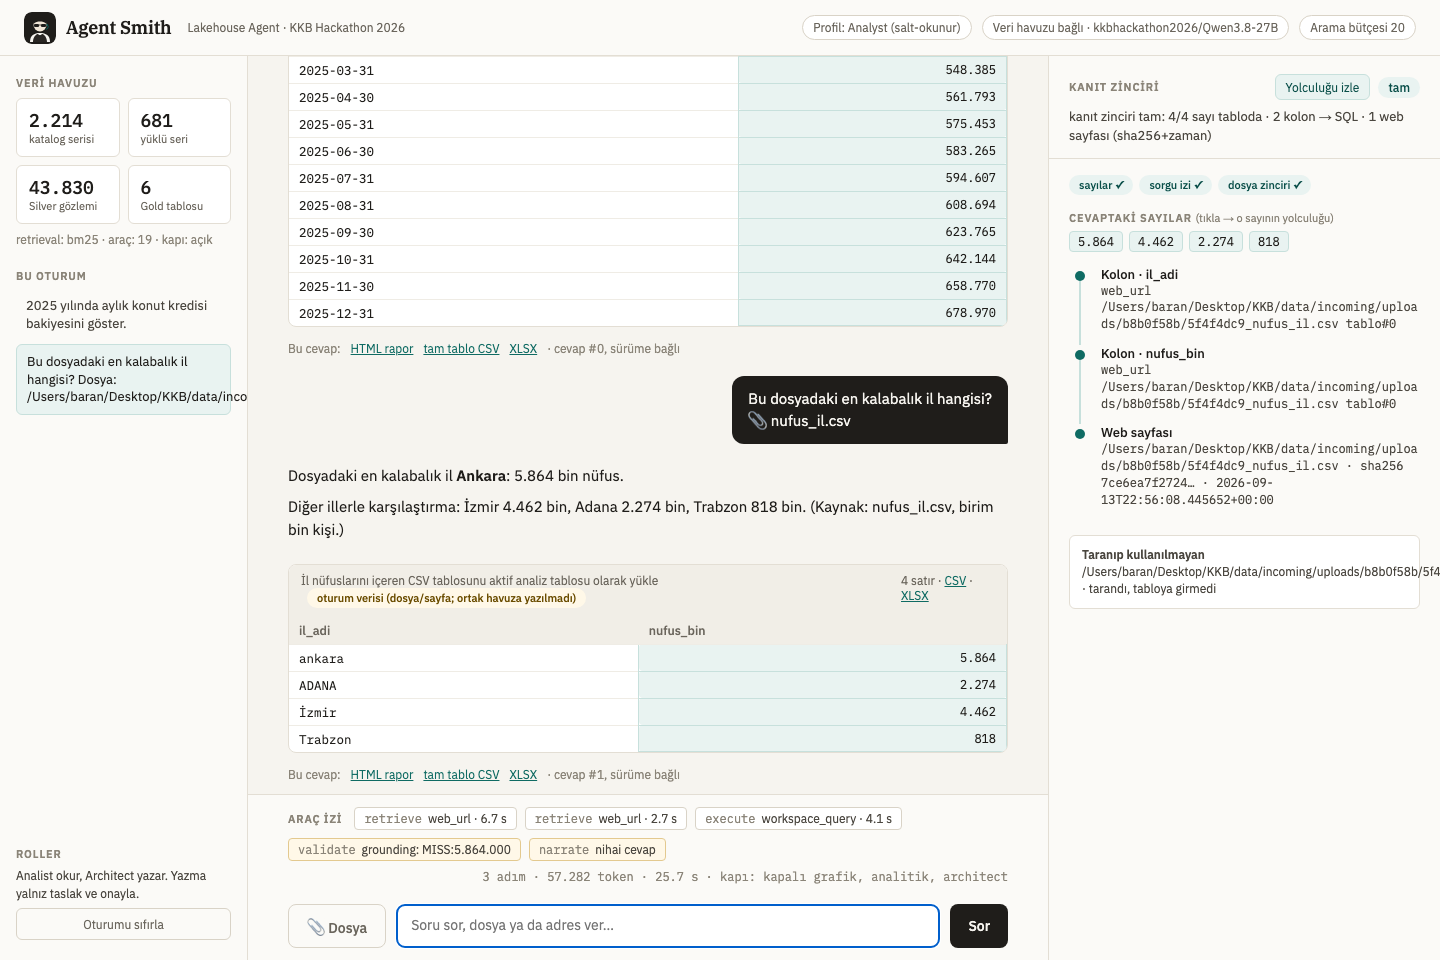 Agent Smith
Lakehouse Agent · KKB Hackathon 2026
Profil: Analyst (salt-okunur)
Veri havuzu bağlı · kkbhackathon2026/Qwen3.8-27B
Arama bütçesi 20
VERİ HAVUZU
2.214
katalog serisi
681
yüklü seri
43.830
Silver gözlemi
6
Gold tablosu
retrieval: bm25 · araç: 19 · kapı: açık
BU OTURUM
2025 yılında aylık konut kredisi
bakiyesini göster.
Bu dosyadaki en kalabalık il
hangisi? Dosya:
/Users/baran/Desktop/KKB/data/inco
ROLLER
Analist okur, Architect yazar. Yazma
yalnız taslak ve onayla.
Oturumu sıfırla
2025-03-31 548.385
2025-04-30 561.793
2025-05-31 575.453
2025-06-30 583.265
2025-07-31 594.607
2025-08-31 608.694
2025-09-30 623.765
2025-10-31 642.144
2025-11-30 658.770
2025-12-31 678.970
Bu cevap: HTML rapor tam tablo CSV XLSX · cevap #0, sürüme bağlı
Bu dosyadaki en kalabalık il hangisi?
📎 nufus_il.csv
Dosyadaki en kalabalık il Ankara: 5.864 bin nüfus.
Diğer illerle karşılaştırma: İzmir 4.462 bin, Adana 2.274 bin, Trabzon 818 bin. (Kaynak: nufus_il.csv, birim
bin kişi.)
İl nüfuslarını içeren CSV tablosunu aktif analiz tablosu olarak yükle
oturum verisi (dosya/sayfa; ortak havuza yazılmadı)
4 satır · CSV ·
XLSX
il_adi nufus_bin
ankara 5.864
ADANA 2.274
İzmir 4.462
Trabzon 818
Bu cevap: HTML rapor tam tablo CSV XLSX · cevap #1, sürüme bağlı
ARAÇ İZİ retrieve web_url · 6.7 s retrieve web_url · 2.7 s execute workspace_query · 4.1 s
validate grounding: MISS:5.864.000 narrate nihai cevap
3 adım · 57.282 token · 25.7 s · kapı: kapalı grafik, analitik, architect
📎 Dosya
Soru sor, dosya ya da adres ver...
Sor
KANIT ZİNCİRİ
Yolculuğu izle
tam
kanıt zinciri tam: 4/4 sayı tabloda · 2 kolon → SQL · 1 web
sayfası (sha256+zaman)
sayılar ✓ sorgu izi ✓ dosya zinciri ✓
CEVAPTAKİ SAYILAR (tıkla → o sayının yolculuğu)
5.864 4.462 2.274 818
Kolon · il_adi
web_url
/Users/baran/Desktop/KKB/data/incoming/uploa
ds/b8b0f58b/5f4f4dc9_nufus_il.csv tablo#0
Kolon · nufus_bin
web_url
/Users/baran/Desktop/KKB/data/incoming/uploa
ds/b8b0f58b/5f4f4dc9_nufus_il.csv tablo#0
Web sayfası
/Users/baran/Desktop/KKB/data/incoming/uploa
ds/b8b0f58b/5f4f4dc9_nufus_il.csv · sha256
7ce6ea7f2724… · 2026-09-
13T22:56:08.445652+00:00
Taranıp kullanılmayan
/Users/baran/Desktop/KKB/data/incoming/uploads/b8b0f58b/5f4
· tarandı, tabloya girmedi